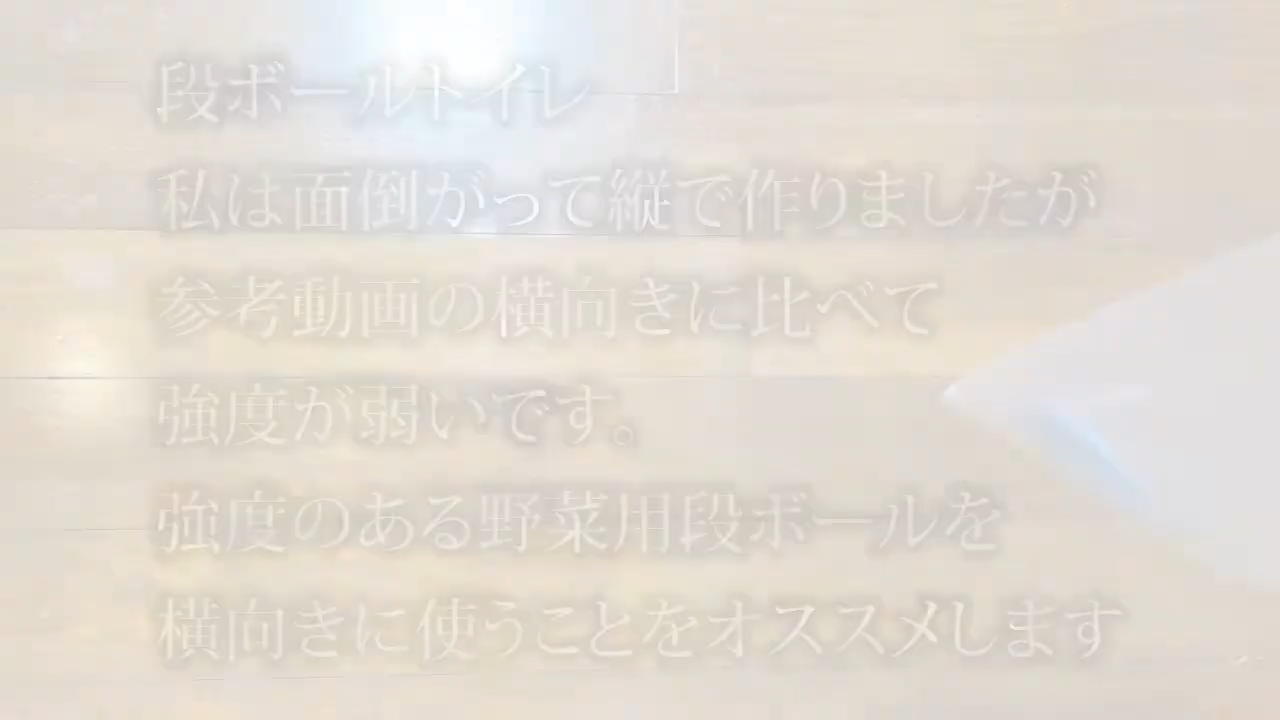 段ボールトイレ
私は面倒がって縦で作りましたが
参考動画の横向きに比べて
強度が弱いです。
強度のある野菜用段ボールを
横向きに使うことをオススメします